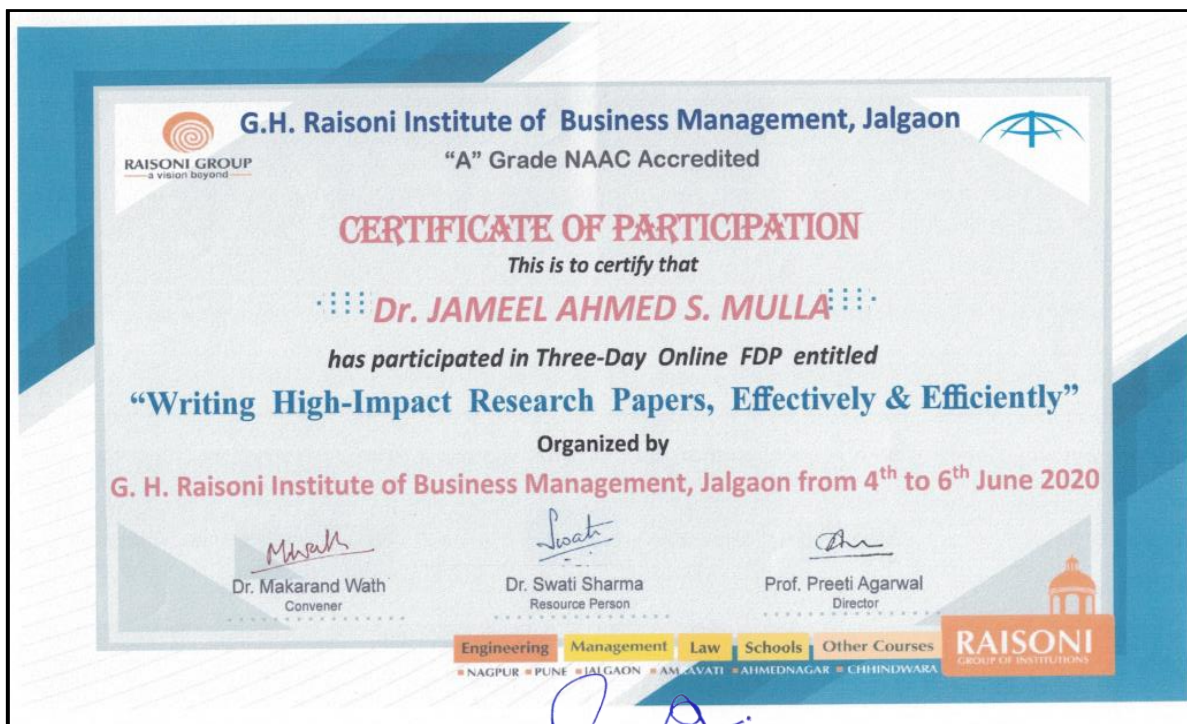 RAISONI GROUP
a vision beyond
G.H. Raisoni Institute of Business Management, Jalgaon
"A" Grade NAAC Accredited
CERTIFICATE OF PARTICIPATION
This is to certify that
Dr. JAMEEL AHMED S. MULLA
has participated in Three-Day Online FDP entitled
“Writing High-Impact Research Papers, Effectively & Efficiently”
Organized by
G. H. Raisoni Institute of Business Management, Jalgaon from 4th to 6th June 2020
MWath Swati
Dr. Makarand Wath Dr. Swati Sharma Prof. Preeti Agarwal
Convener Resource Person Director
Engineering Management Law Schools Other Courses
NAGPUR PUNE JALGAON AMRAVATI AHMEDNAGAR CHHINDWARA
RAISONI
GROUP OF INSTITUTIONS